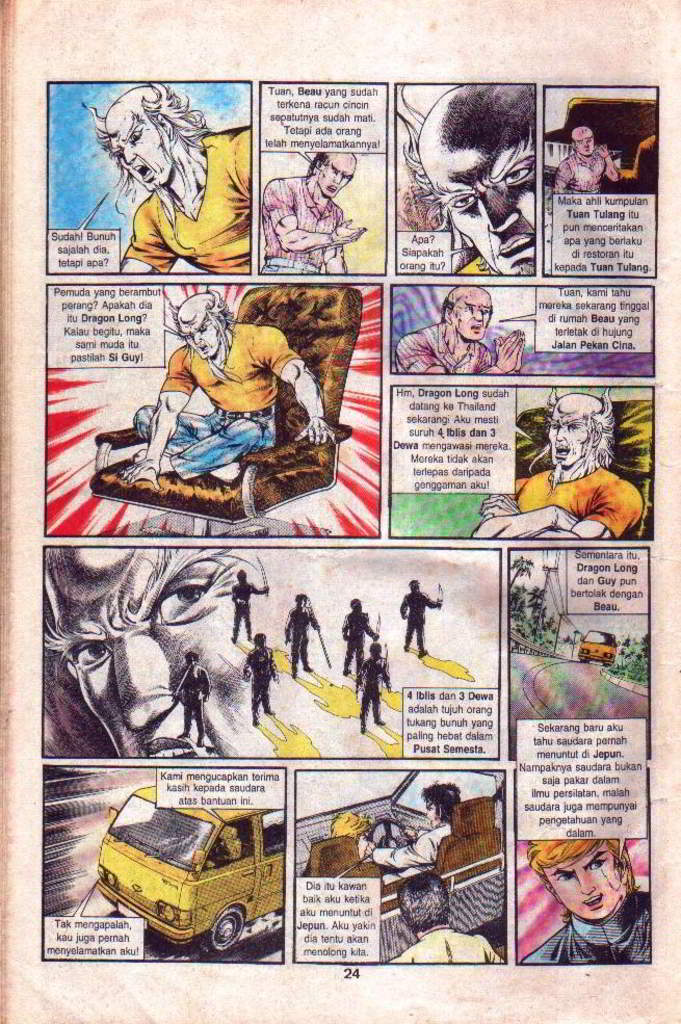 Sudah! Bunuh
sajalah dia,
tetapi apa?
Tuan, Beau yang sudah
terkena racun cincin
sepatutnya sudah mati.
Tetapi ada orang
telah menyelamatkannya!
Apa?
Siapakah
orang itu?
Maka ahli kumpulan
Tuan Tulang itu
pun menceritakan
apa yang berlaku
di restoran itu
kepada Tuan Tulang.
Pemuda yang berambut
perang? Apakah dia
itu Dragon Long?
Kalau begitu, maka
sami muda itu
pastilah Si Guy!
Tuan, kami tahu
mereka sekarang tinggal
di rumah Beau yang
terletak di hujung
Jalan Pekan Cina.
Hm, Dragon Long sudah
datang ke Thailand
sekarang! Aku mesti
suruh 4 Iblis dan 3
Dewa mengawasi mereka.
Mereka tidak akan
terlepas daripada
genggaman aku!
4 Iblis dan 3 Dewa
adalah tujuh orang
tukang bunuh yang
paling hebat dalam
Pusat Semesta.
Sementara itu,
Dragon Long
dan Guy pun
bertolak dengan
Beau.
Sekarang baru aku
tahu saudara pernah
menuntut di Jepun.
Nampaknya saudara bukan
saja pakar dalam
ilmu persilatan, malah
saudara juga mempunyai
pengetahuan yang
dalam.
Kami mengucapkan terima
kasih kepada saudara
atas bantuan ini.
Tak mengapalah,
kau juga pernah
menyelamatkan aku!
Dia itu kawan
baik aku ketika
aku menuntut di
Jepun. Aku yakin
dia tentu akan
menolong kita.
24